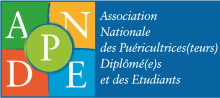 A N
P
D E
Association
Nationale
des Puéricultrices(teurs)
Diplômé(e)s
et des Etudiants